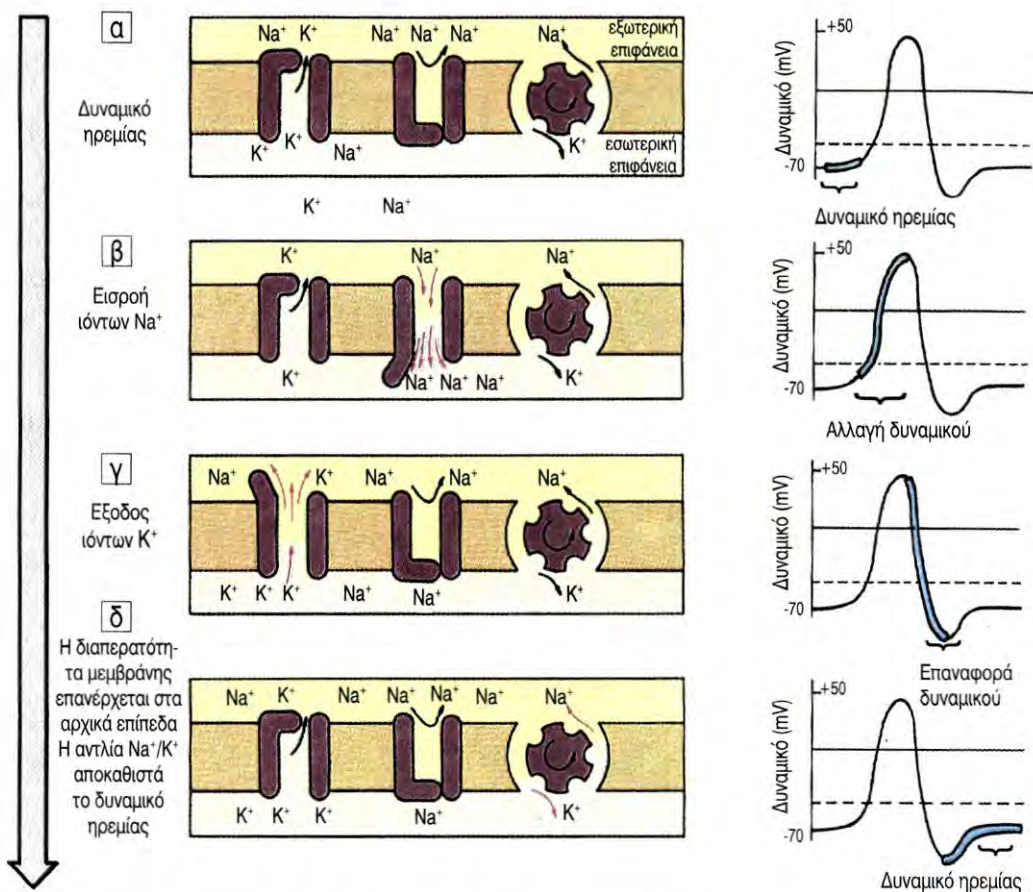 α
Δυναμικό
ηρεμίας
Na⁺ K⁺ Na⁺ Na⁺ Na⁺ Na⁺ εξωτερική
επιφάνεια
K⁺ K⁺ Na⁺ K⁺ εσωτερική
επιφάνεια
K⁺ Na⁺
+50
Δυναμικό (mV)
-70
Δυναμικό ηρεμίας
β
Εισροή
ιόντων Na⁺
K⁺ Na⁺ Na⁺
K⁺ Na⁺ Na⁺ Na⁺ K⁺
+50
Δυναμικό (mV)
-70
Αλλαγή δυναμικού
γ
Εξοδος
ιόντων K⁺
Na⁺ K⁺ Na⁺ Na⁺ Na⁺
K⁺ K⁺ K⁺ Na⁺ Na⁺ K⁺
+50
Δυναμικό (mV)
-70
Επαναφορά
δυναμικού
δ
Η διαπερατότη-
τα μεμβράνης
επανέρχεται στα
αρχικά επίπεδα
Η αντλία Na⁺/K⁺
αποκαθιστά
το δυναμικό
ηρεμίας
Na⁺ K⁺ Na⁺ Na⁺ Na⁺ Na⁺ Na⁺
K⁺ K⁺ K⁺ Na⁺ K⁺
+50
Δυναμικό (mV)
-70
Δυναμικό ηρεμίας